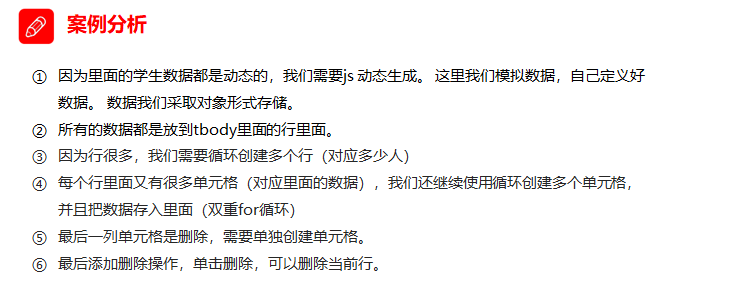 案例分析
① 因为里面的学生数据都是动态的，我们需要js 动态生成。 这里我们模拟数据，自己定义好
数据。 数据我们采取对象形式存储。
② 所有的数据都是放到tbody里面的行里面。
③ 因为行很多，我们需要循环创建多个行（对应多少人）
④ 每个行里面又有很多单元格（对应里面的数据），我们还继续使用循环创建多个单元格，
并且把数据存入里面（双重for循环）
⑤ 最后一列单元格是删除，需要单独创建单元格。
⑥ 最后添加删除操作，单击删除，可以删除当前行。